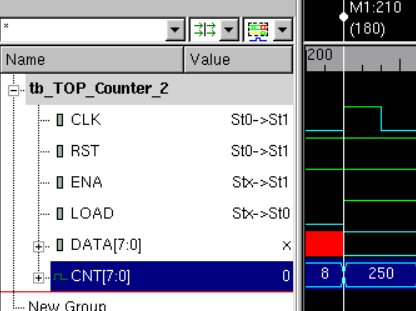 M1:210
(180)
*
Name Value 200
tb_TOP_Counter_2
CLK St0->St1
RST St0->St1
ENA Stx->St1
LOAD Stx->St0
DATA[7:0] x
CNT[7:0] 0 8 250
New Group